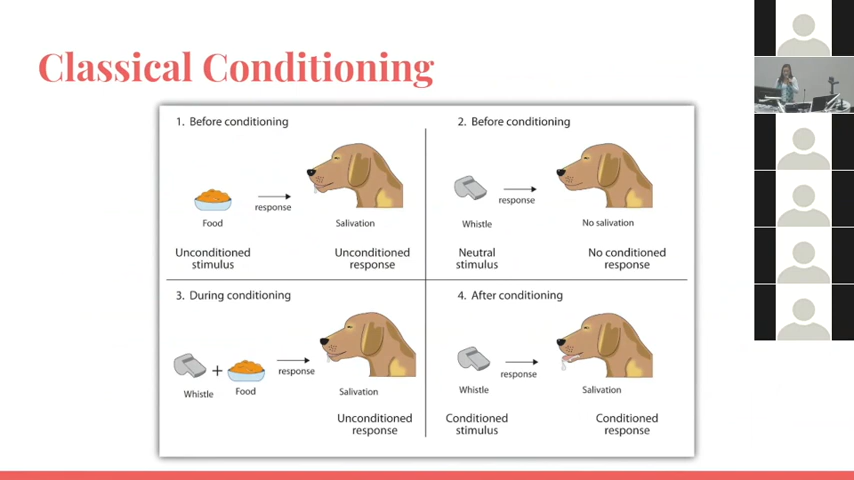 Classical Conditioning
1. Before conditioning
response
Food
Salivation
Unconditioned
stimulus
Unconditioned
response
2. Before conditioning
response
Whistle
No salivation
Neutral
stimulus
No conditioned
response
3. During conditioning
+
response
Whistle
Food
Salivation
Unconditioned
response
4. After conditioning
response
Whistle
Salivation
Conditioned
stimulus
Conditioned
response